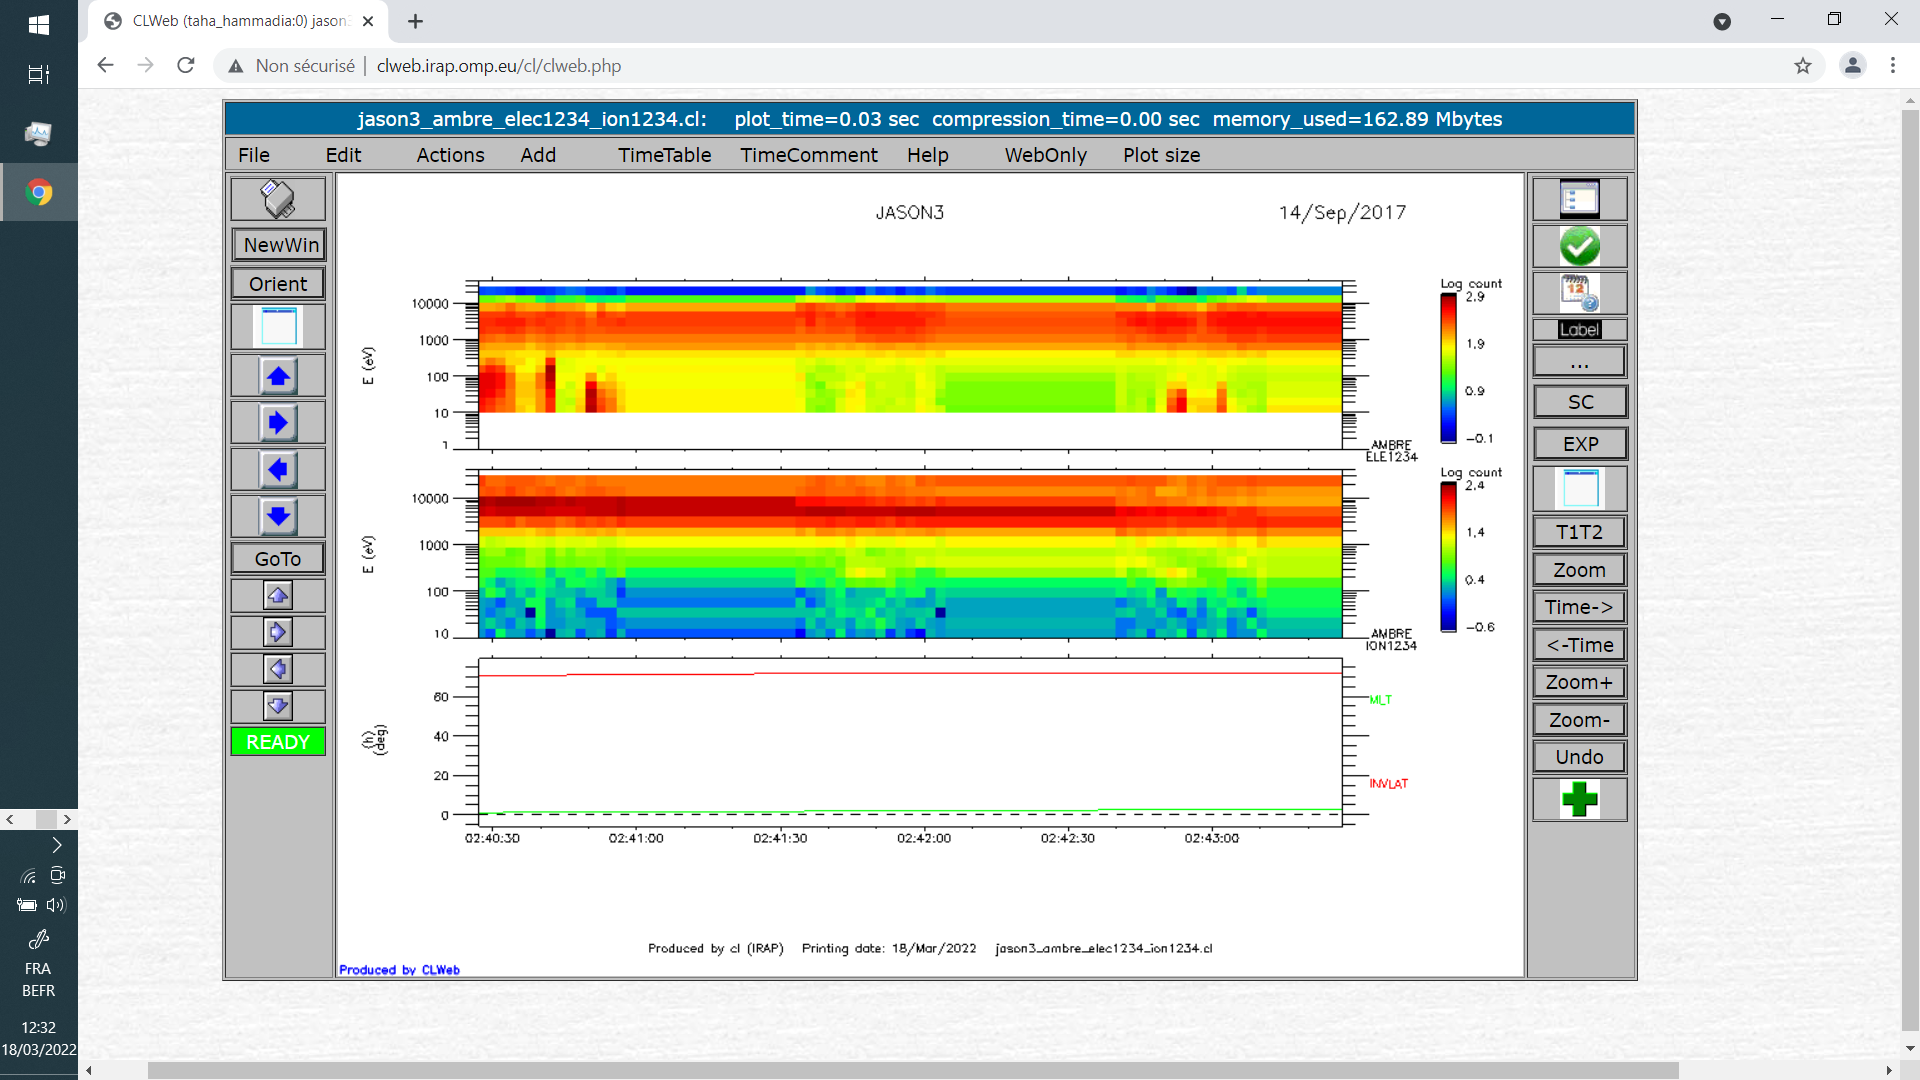 CLWeb (taha_hammadia:0) jason3
Non sécurisé | clweb.irap.omp.eu/cl/clweb.php
jason3_ambre_elec1234_ion1234.cl: plot_time=0.03 sec compression_time=0.00 sec memory_used=162.89 Mbytes
File Edit Actions Add TimeTable TimeComment Help WebOnly Plot size
NewWin
Orient
GoTo
READY
JASON3 14/Sep/2017
10000
1000
100
10
1
E (eV)
Log count
2.9
1.9
0.9
-0.1
AMBRE
ELE1234
10000
1000
100
10
E (eV)
Log count
2.4
1.4
0.4
-0.6
AMBRE
ION1234
60
40
20
0
(h)
(deg)
MLT
INVLAT
02:40:30 02:41:00 02:41:30 02:42:00 02:42:30 02:43:00
Produced by cl (IRAP) Printing date: 18/Mar/2022 jason3_ambre_elec1234_ion1234.cl
Produced by CLWeb
12
Label
...
SC
EXP
T1T2
Zoom
Time->
<-Time
Zoom+
Zoom-
Undo
FRA
BEFR
12:32
18/03/2022